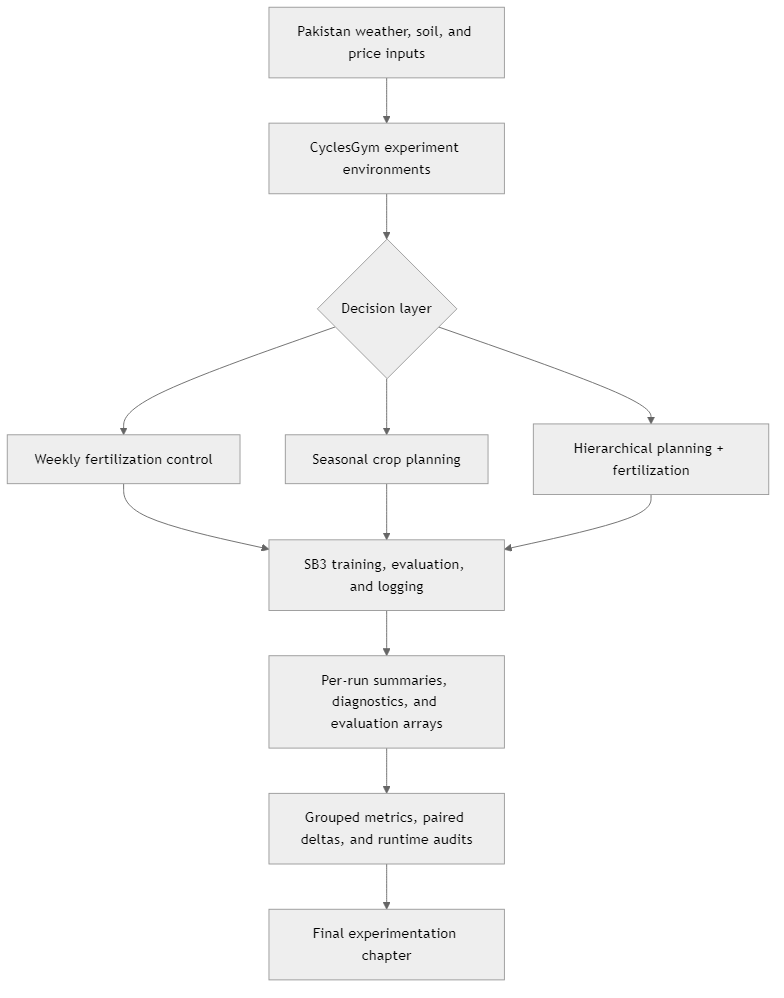 Pakistan weather, soil, and
price inputs
CyclesGym experiment
environments
Decision layer
Weekly fertilization control
Seasonal crop planning
Hierarchical planning +
fertilization
SB3 training, evaluation,
and logging
Per-run summaries,
diagnostics, and
evaluation arrays
Grouped metrics, paired
deltas, and runtime audits
Final experimentation
chapter